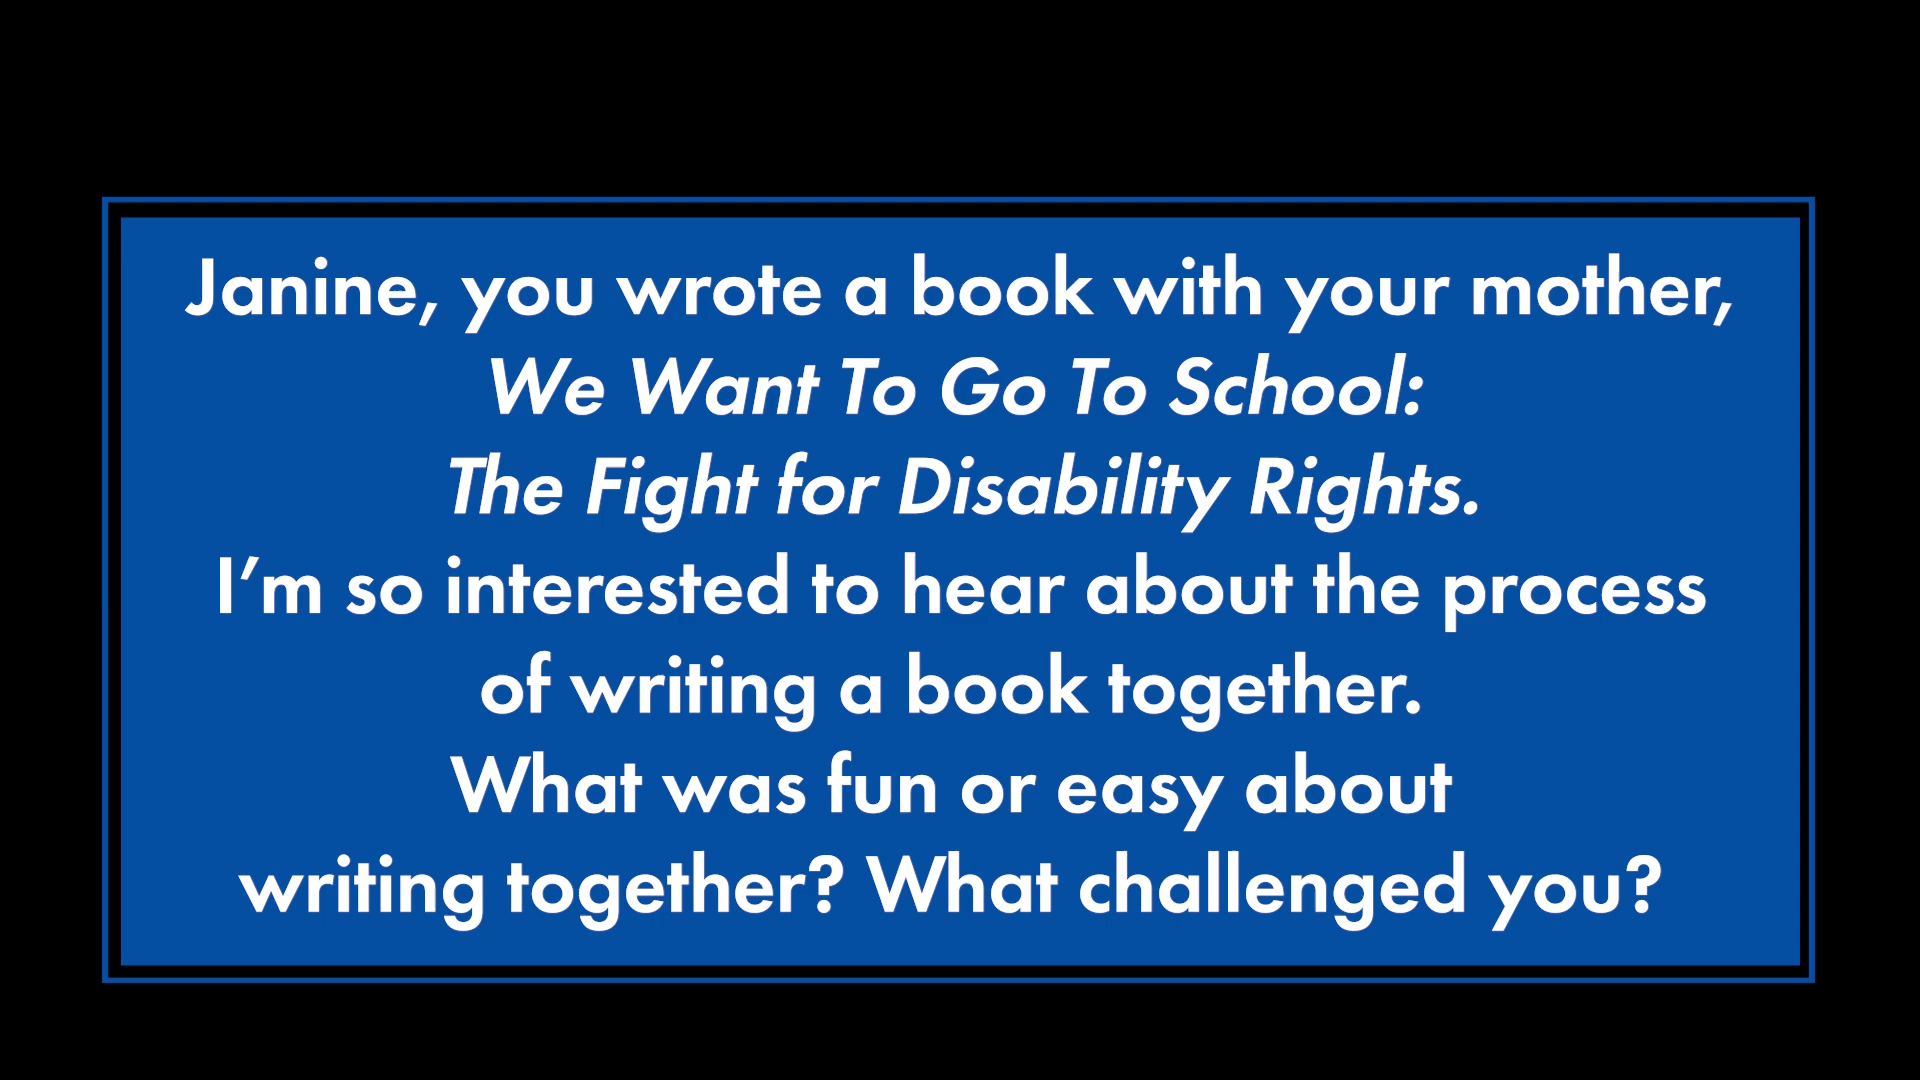 Janine, you wrote a book with your mother,
We Want To Go To School:
The Fight for Disability Rights.
I’m so interested to hear about the process
of writing a book together.
What was fun or easy about
writing together? What challenged you?